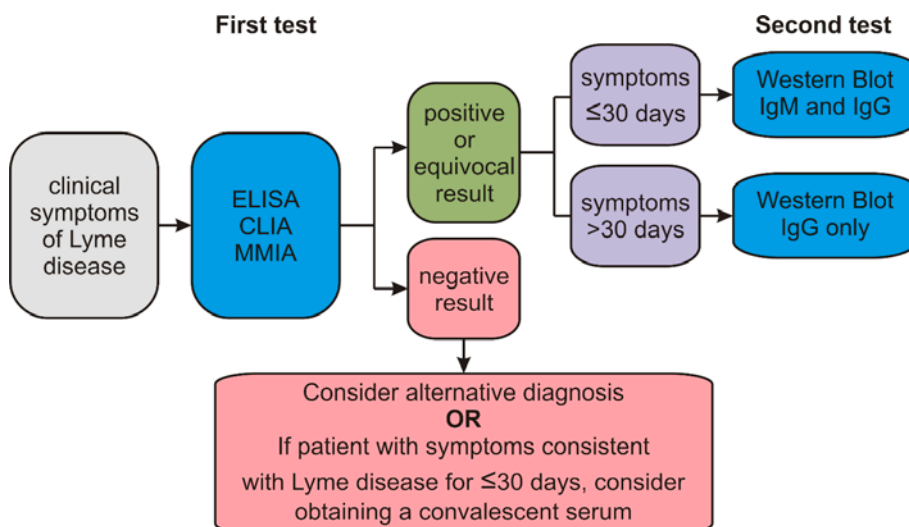 First test
Second test
clinical
symptoms
of Lyme
disease
ELISA
CLIA
MMIA
positive
or
equivocal
result
negative
result
symptoms
≤30 days
symptoms
>30 days
Western Blot
IgM and IgG
Western Blot
IgG only
Consider alternative diagnosis
OR
If patient with symptoms consistent
with Lyme disease for ≤30 days, consider
obtaining a convalescent serum